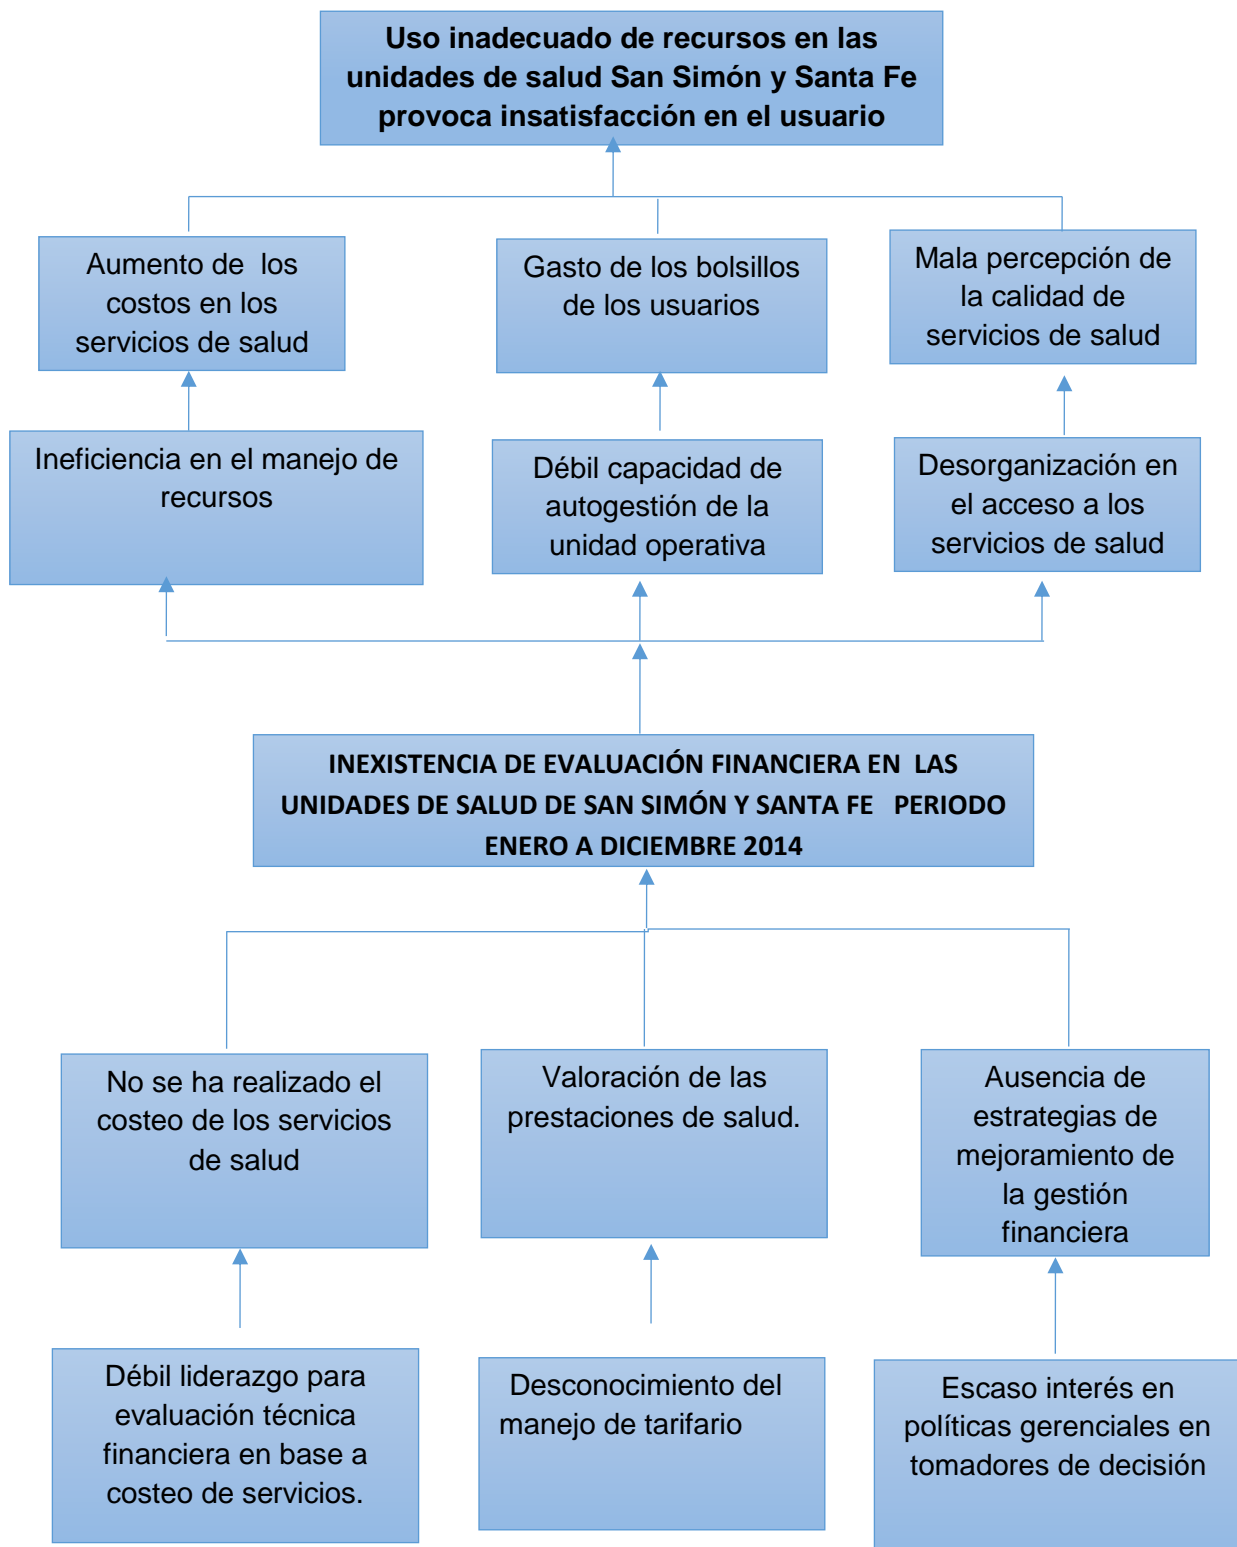 Uso inadecuado de recursos en las
unidades de salud San Simón y Santa Fe
provoca insatisfacción en el usuario
Aumento de los
costos en los
servicios de salud
Gasto de los bolsillos
de los usuarios
Mala percepción de
la calidad de
servicios de salud
Ineficiencia en el manejo de
recursos
Débil capacidad de
autogestión de la
unidad operativa
Desorganización en
el acceso a los
servicios de salud
INEXISTENCIA DE EVALUACIÓN FINANCIERA EN LAS
UNIDADES DE SALUD DE SAN SIMÓN Y SANTA FE PERIODO
ENERO A DICIEMBRE 2014
No se ha realizado el
costeo de los servicios
de salud
Valoración de las
prestaciones de salud.
Ausencia de
estrategias de
mejoramiento de
la gestión
financiera
Débil liderazgo para
evaluación técnica
financiera en base a
costeo de servicios.
Desconocimiento del
manejo de tarifario
Escaso interés en
políticas gerenciales en
tomadores de decisión